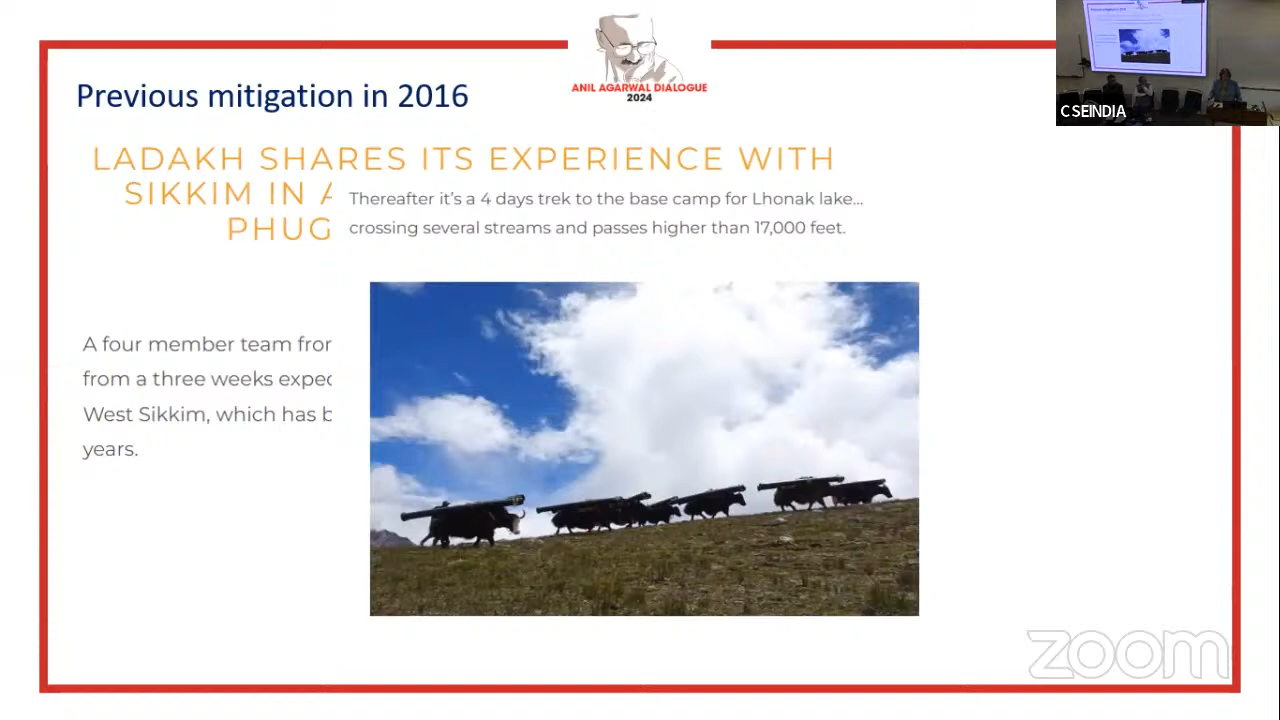 ANIL AGARWAL DIALOGUE
2024
Previous mitigation in 2016
LADAKH SHARES ITS EXPERIENCE WITH
SIKKIM IN
PHUG
Thereafter it’s a 4 days trek to the base camp for Lhonak lake…
crossing several streams and passes higher than 17,000 feet.
A four member team
from a three weeks
West Sikkim, which has
years.
CSEINDIA
zoom